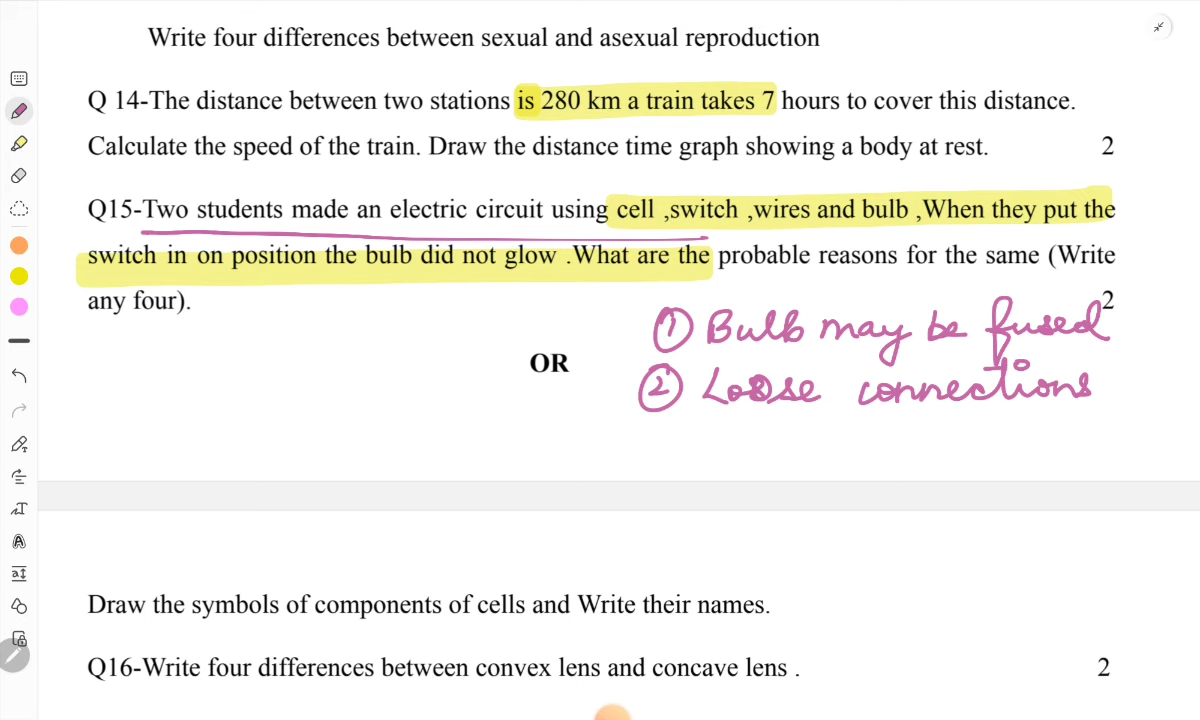 Write four differences between sexual and asexual reproduction
Q 14-The distance between two stations is 280 km a train takes 7 hours to cover this distance.
Calculate the speed of the train. Draw the distance time graph showing a body at rest. 2
Q15-Two students made an electric circuit using cell ,switch ,wires and bulb ,When they put the
switch in on position the bulb did not glow .What are the probable reasons for the same (Write
any four). 2
① Bulb may be fused
OR
② Loose connections
Draw the symbols of components of cells and Write their names.
Q16-Write four differences between convex lens and concave lens . 2